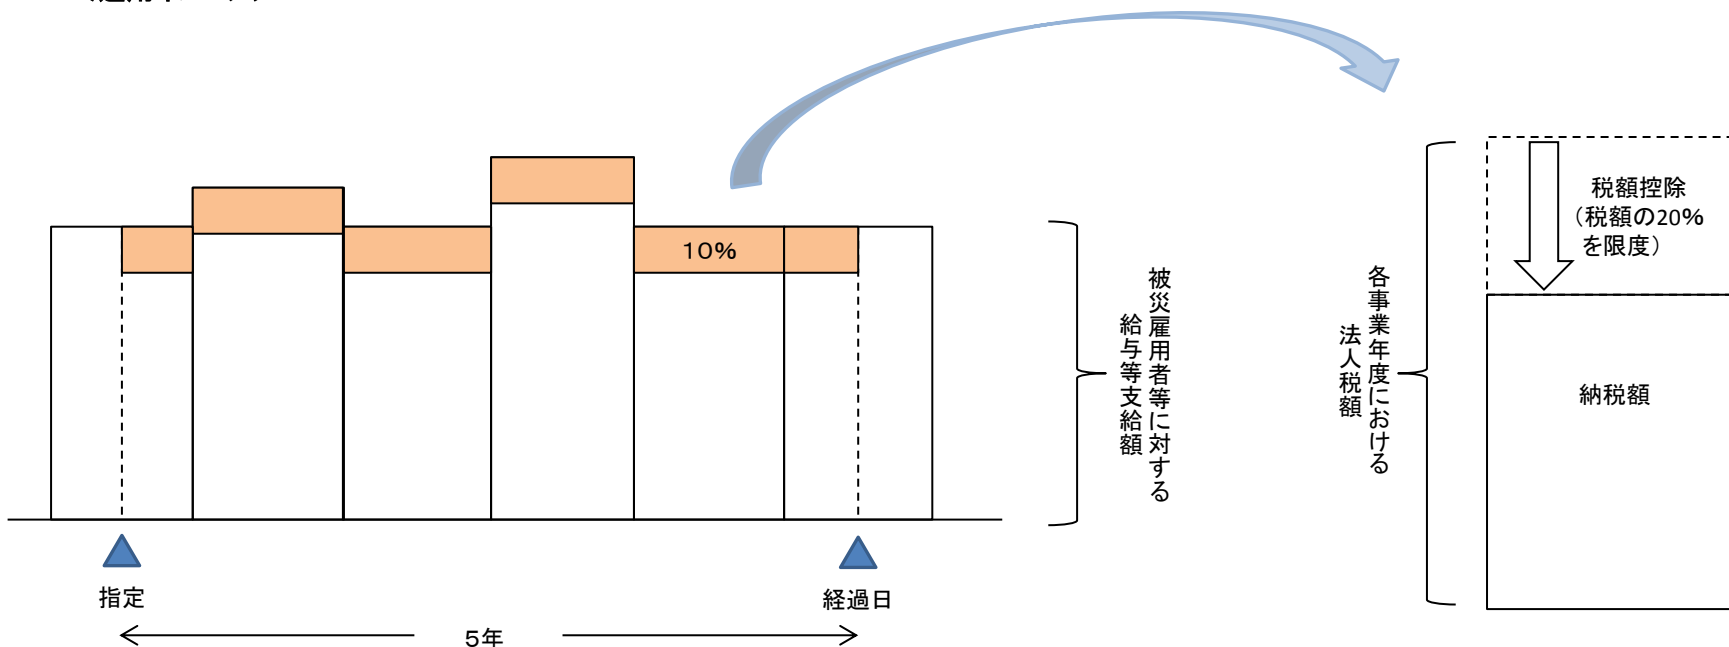 10%
指定
経過日
5年
被災雇用者等に対する
給与等支給額
各事業年度における
法人税額
税額控除
（税額の20%
を限度）
納税額